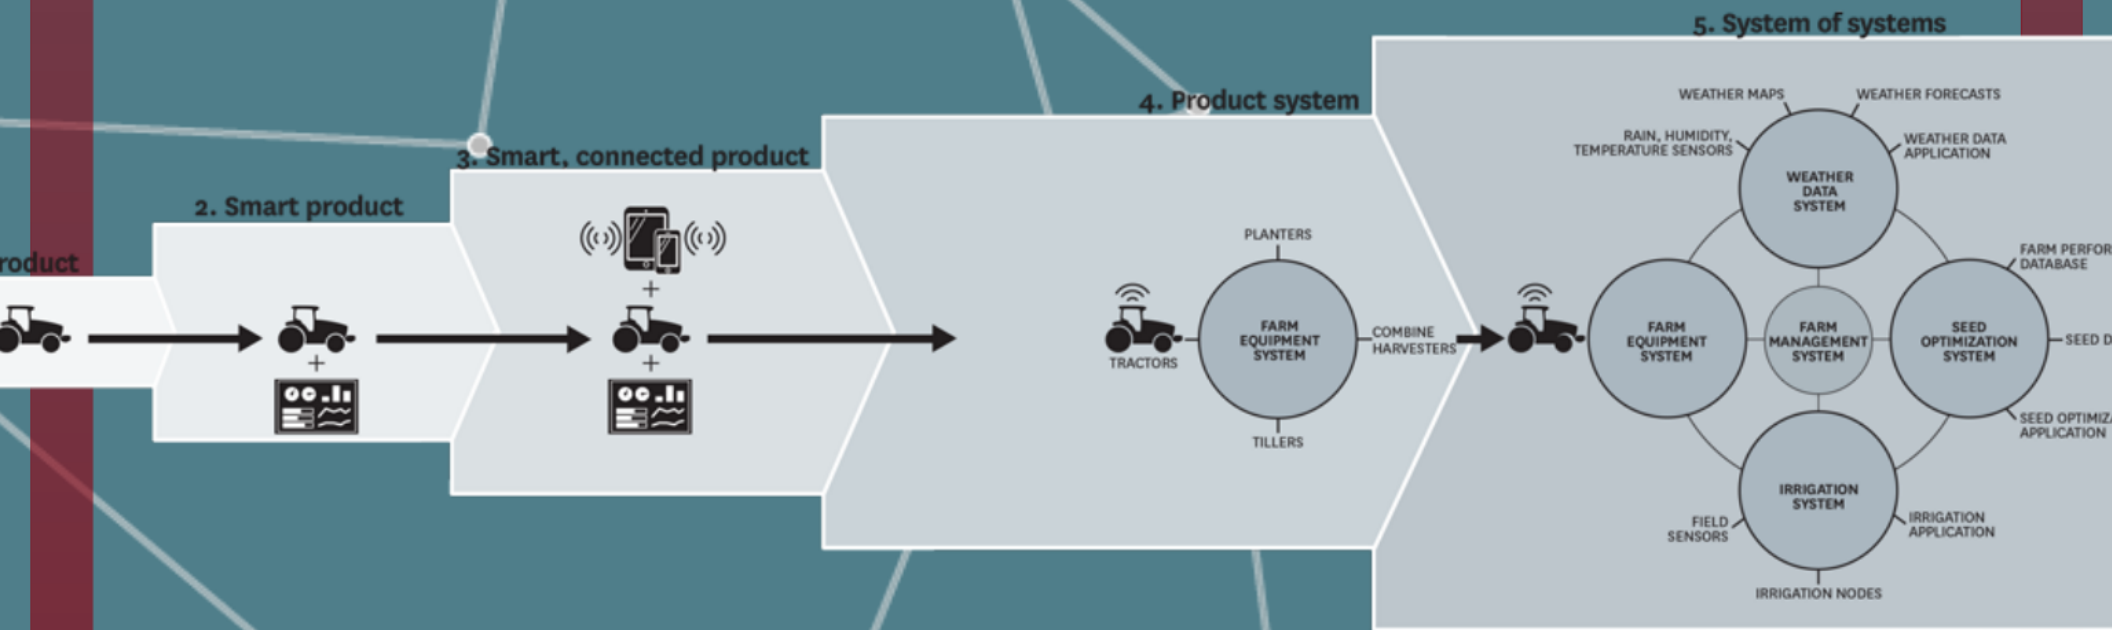 roduct
2. Smart product
3. Smart, connected product
4. Product system
PLANTERS
TRACTORS
FARM
EQUIPMENT
SYSTEM
COMBINE
HARVESTERS
TILLERS
5. System of systems
WEATHER MAPS
WEATHER FORECASTS
RAIN, HUMIDITY,
TEMPERATURE SENSORS
WEATHER DATA
APPLICATION
WEATHER
DATA
SYSTEM
FARM PERFOR
DATABASE
FARM
EQUIPMENT
SYSTEM
FARM
MANAGEMENT
SYSTEM
SEED
OPTIMIZATION
SYSTEM
SEED D
SEED OPTIMIZA
APPLICATION
IRRIGATION
SYSTEM
FIELD
SENSORS
IRRIGATION
APPLICATION
IRRIGATION NODES